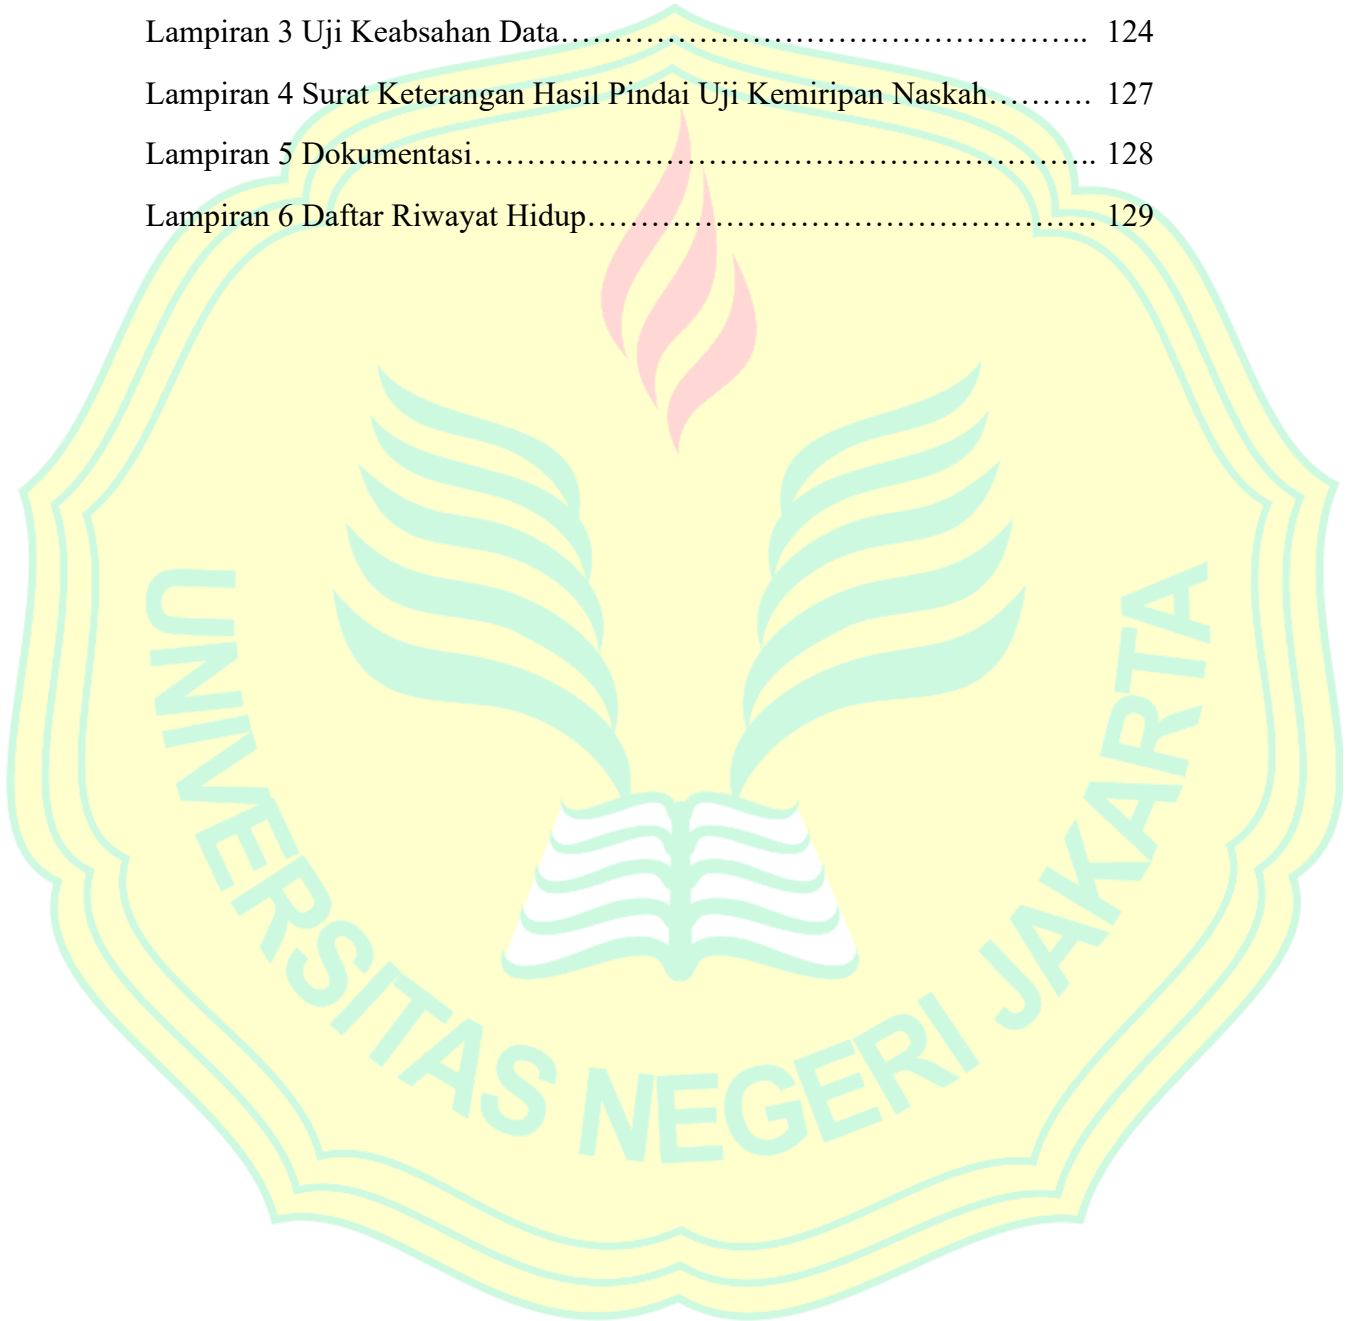 Lampiran 3 Uji Keabsahan Data…………………………………………….. 124
Lampiran 4 Surat Keterangan Hasil Pindai Uji Kemiripan Naskah………. 127
Lampiran 5 Dokumentasi…………………………………………………….. 128
Lampiran 6 Daftar Riwayat Hidup…………………………………………… 129
UNIVERSITAS NEGERI JAKARTA